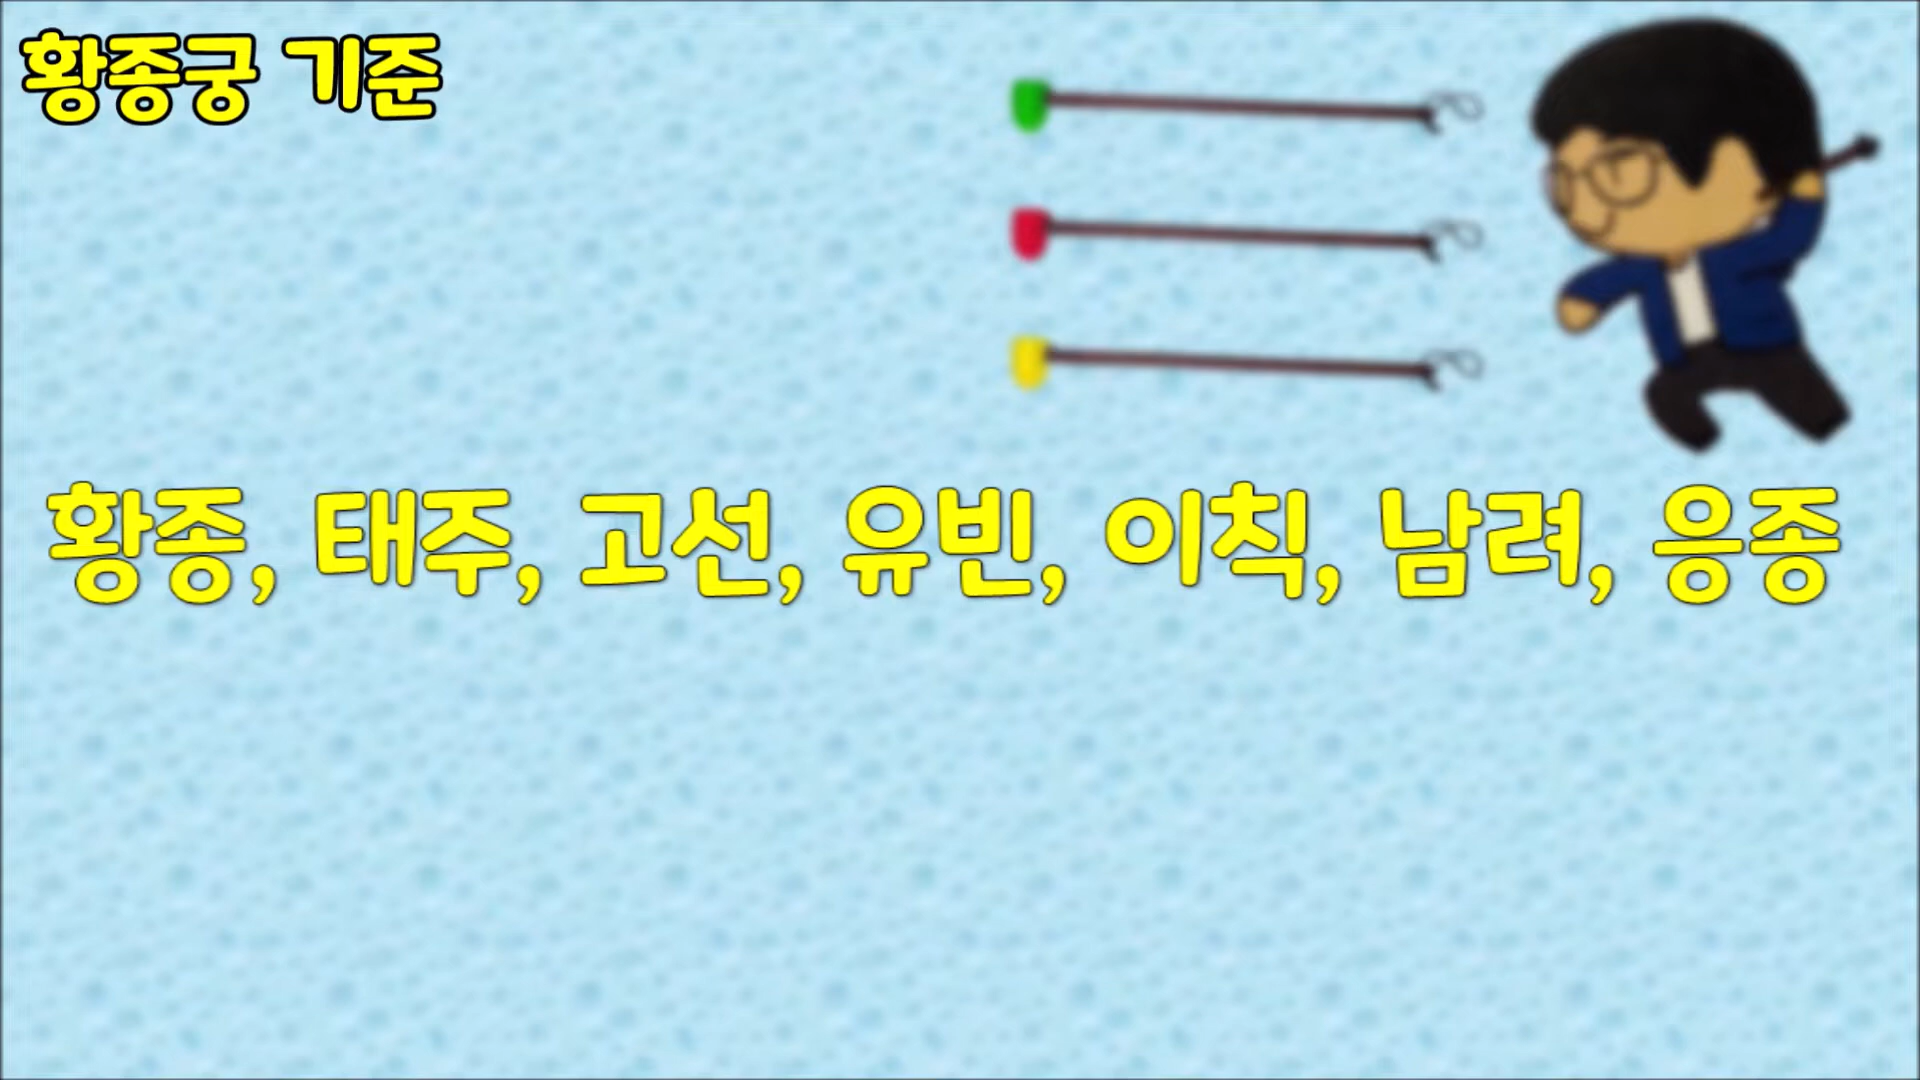 황종궁 기준
황종, 태주, 고선, 유빈, 이칙, 남려, 응종